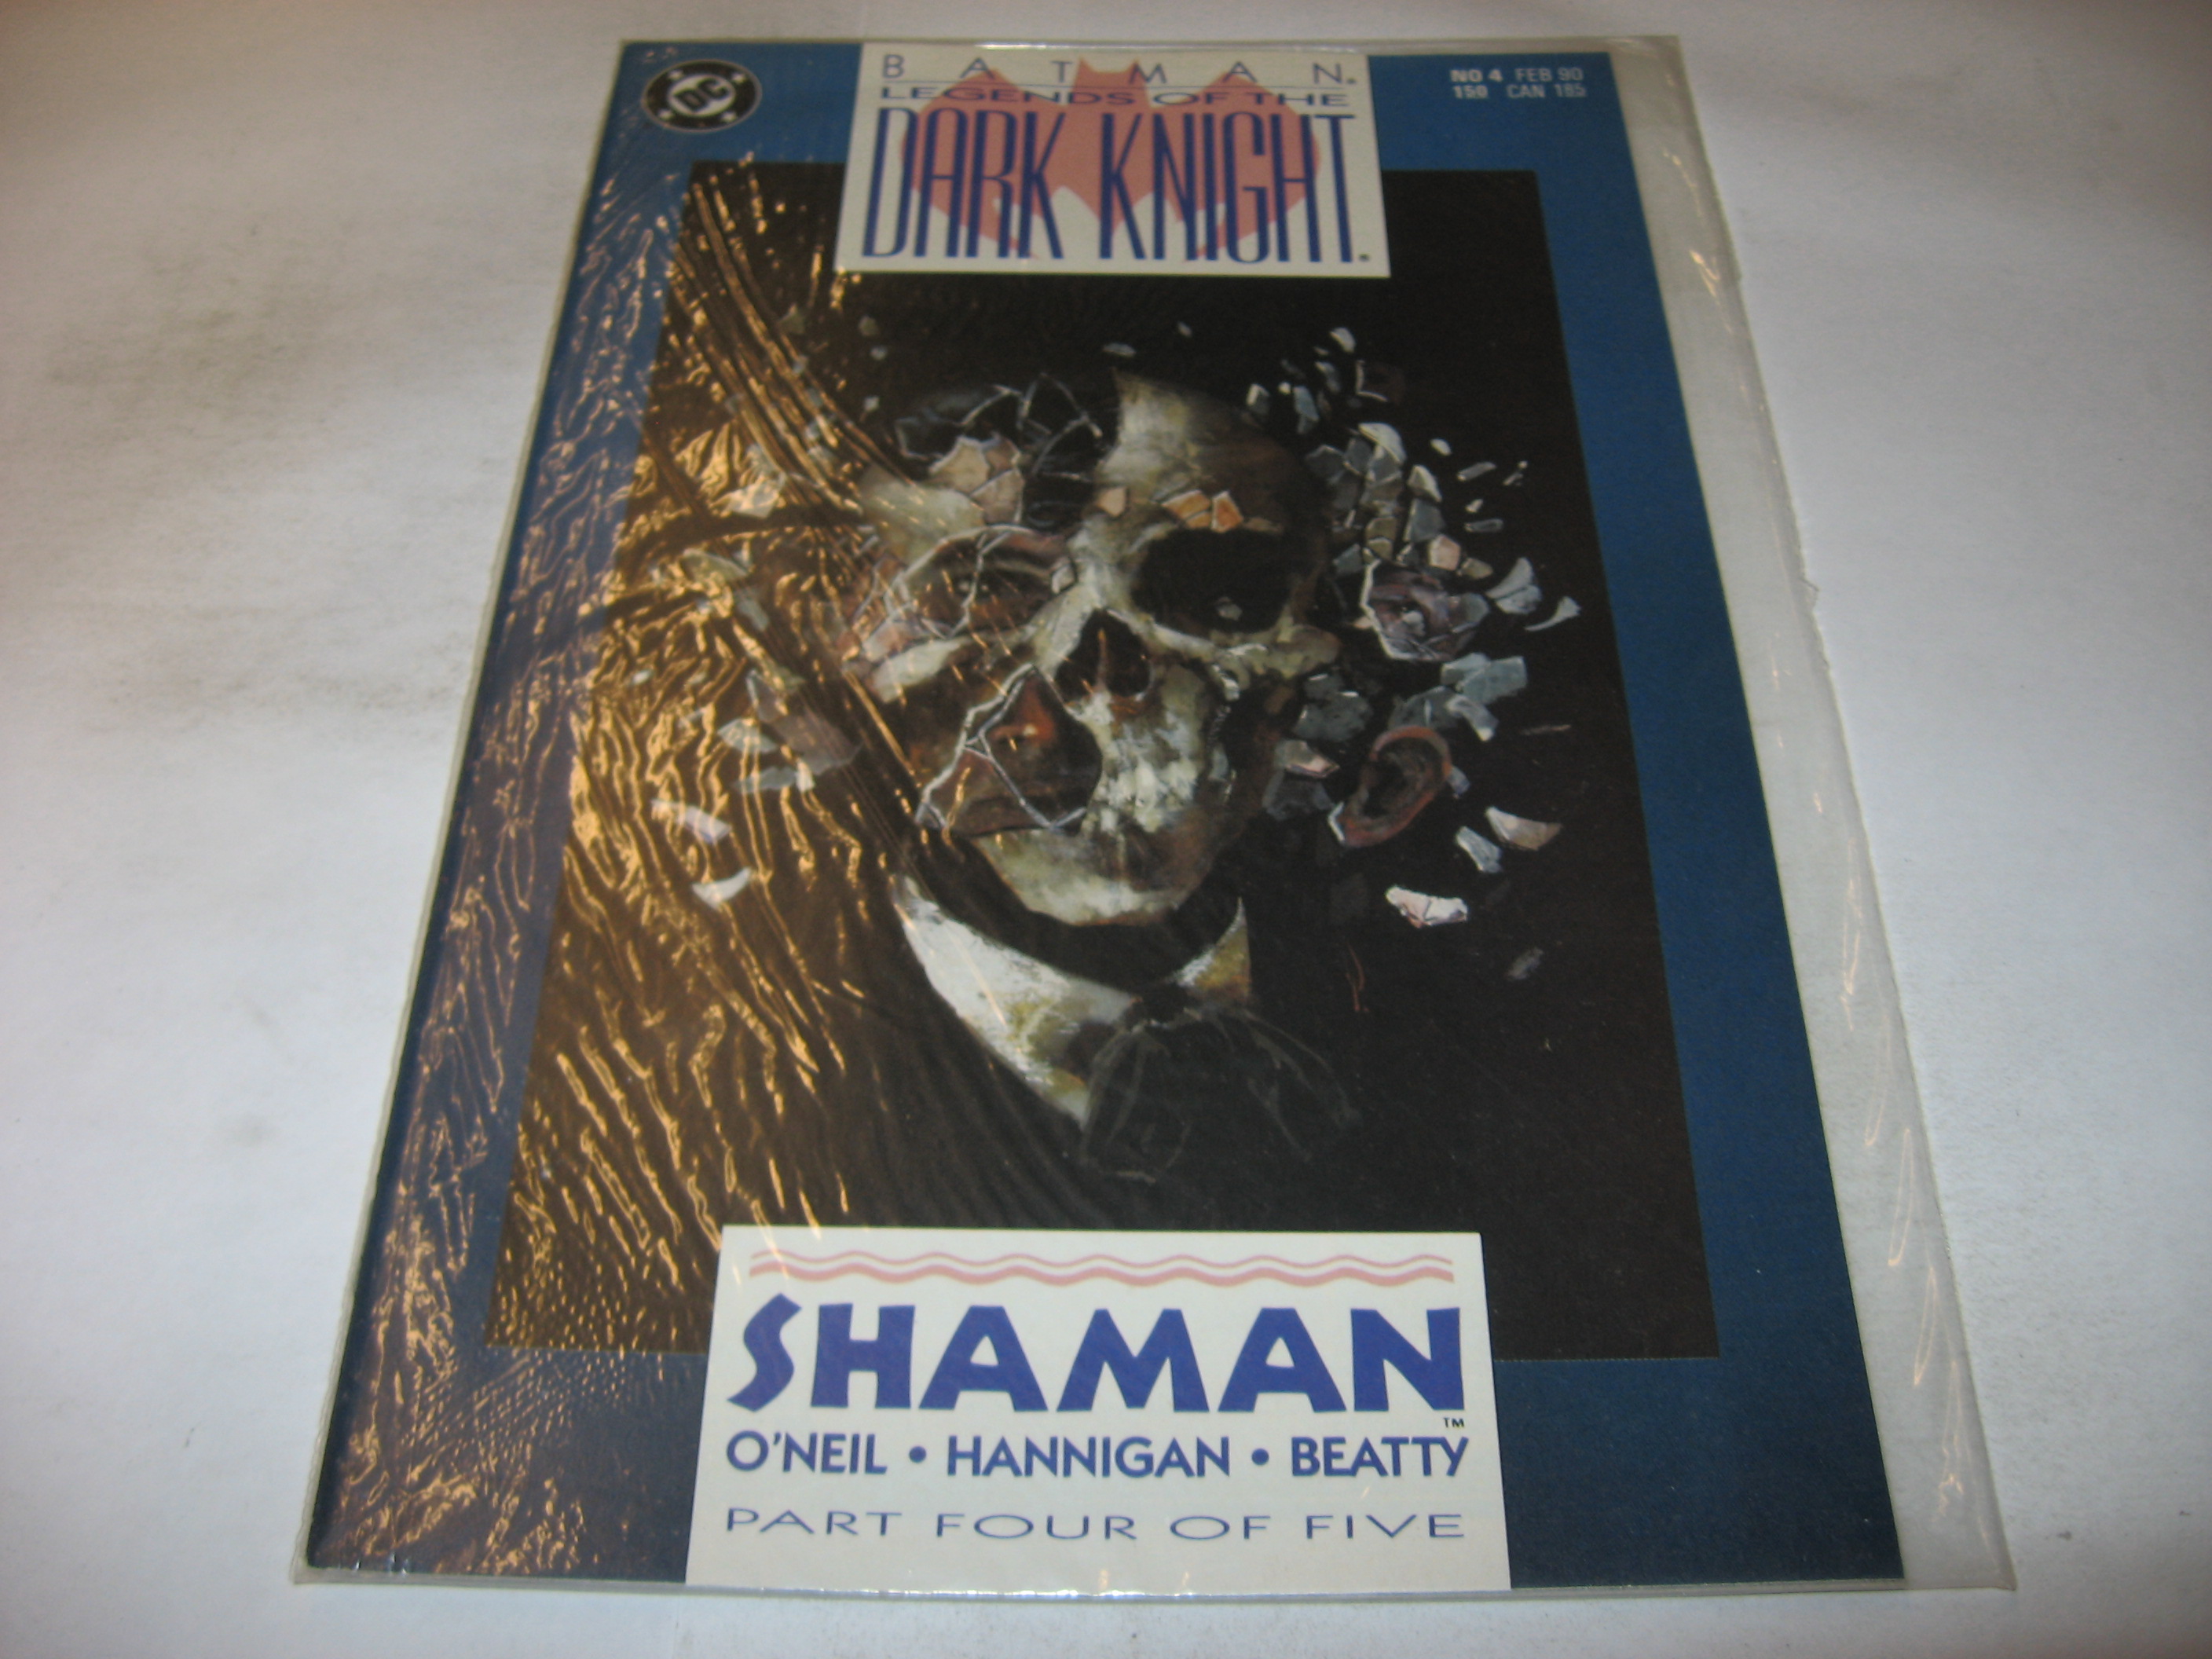 DC
BATMAN®
LEGENDS OF THE
DARK KNIGHT®
NO 4 FEB 90
150 CAN 185
SHAMAN™
O'NEIL • HANNIGAN • BEATTY
PART FOUR OF FIVE